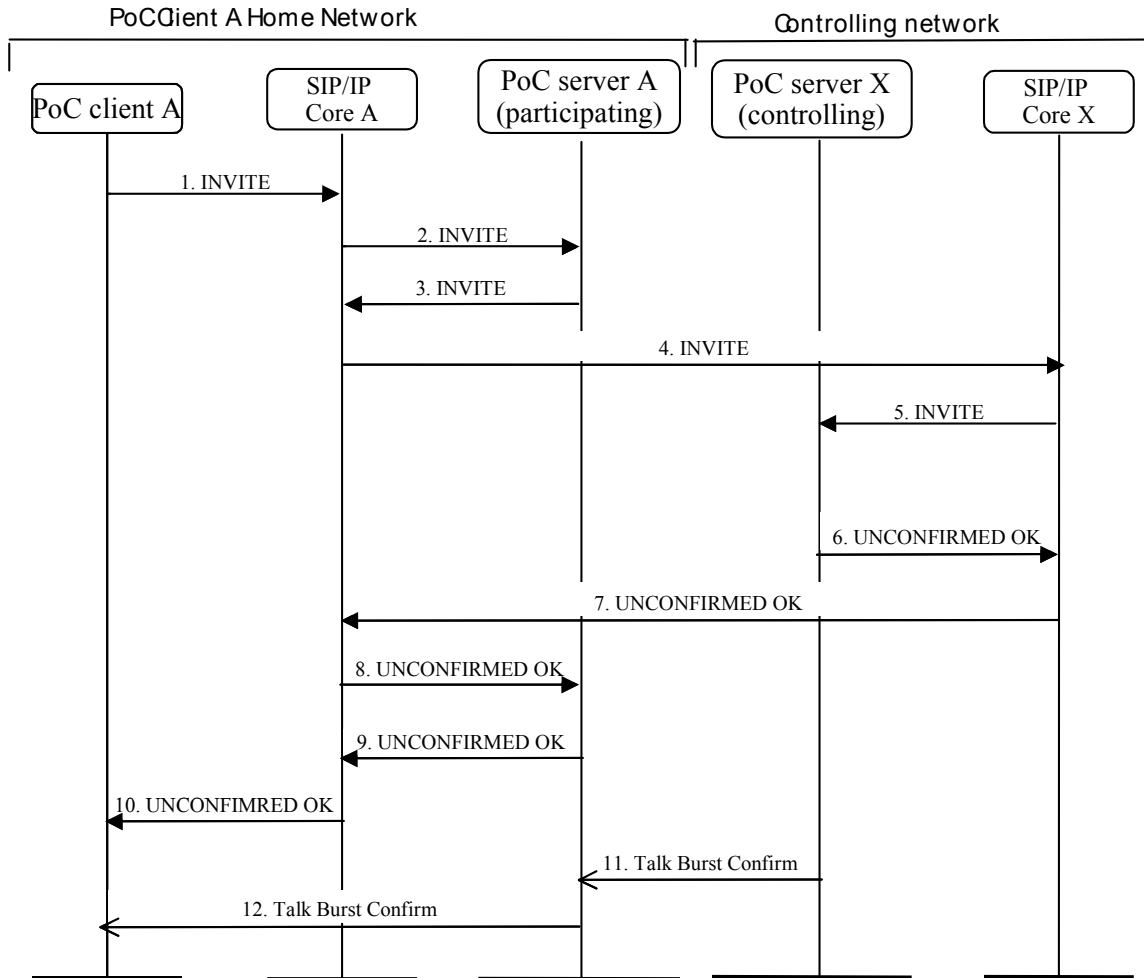 PoCClient A Home Network
Controlling network
PoC client A
SIP/IP
Core A
PoC server A
(participating)
PoC server X
(controlling)
SIP/IP
Core X
1. INVITE
2. INVITE
3. INVITE
4. INVITE
5. INVITE
6. UNCONFIRMED OK
7. UNCONFIRMED OK
8. UNCONFIRMED OK
9. UNCONFIRMED OK
10. UNCONFIMRED OK
11. Talk Burst Confirm
12. Talk Burst Confirm